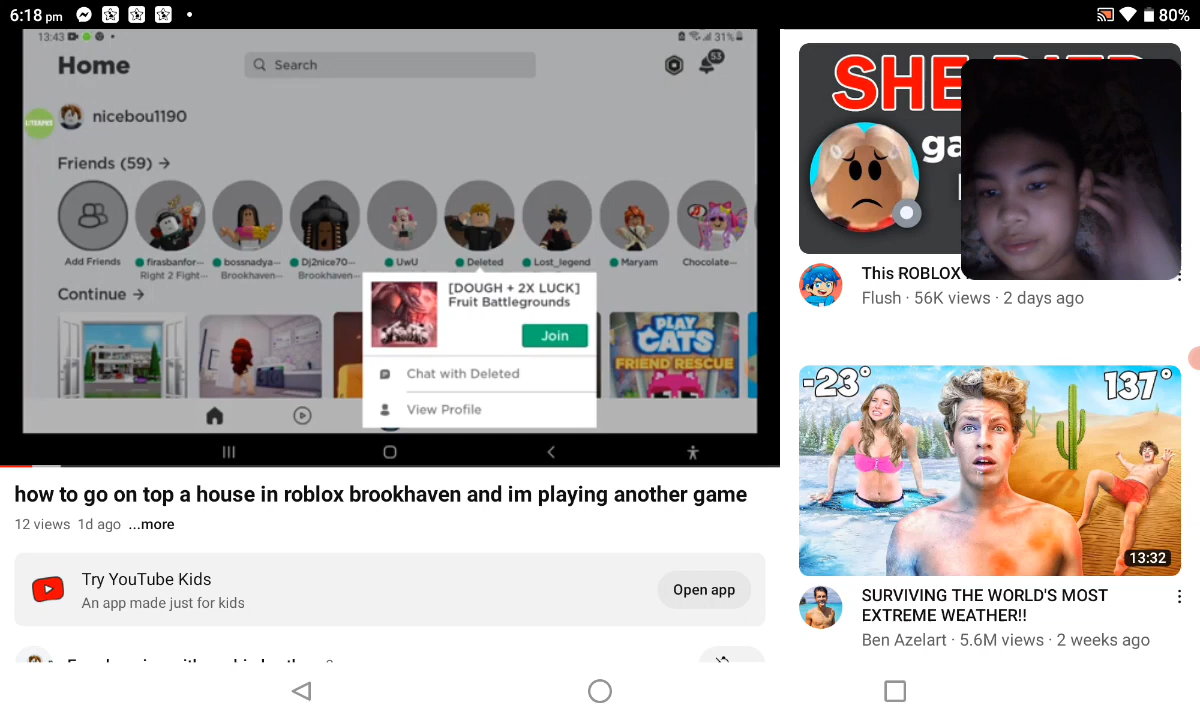 6:18 pm
80%
13:43
31%
Home
Search
53
nicebou1190
Friends (59) →
Add Friends
firasbanfor...
Right 2 Fight...
bossnadya...
Brookhaven...
Dj2nice70...
Brookhaven...
UwU
Deleted
Lost_legend
Maryam
Chocolate...
Continue →
[DOUGH + 2X LUCK]
Fruit Battlegrounds
Join
Chat with Deleted
View Profile
PLAY
CATS
FRIEND RESCUE
how to go on top a house in roblox brookhaven and im playing another game
12 views 1d ago ...more
Try YouTube Kids
An app made just for kids
Open app
SHE
ga
This ROBLOX
Flush · 56K views · 2 days ago
-23°
137°
13:32
SURVIVING THE WORLD'S MOST
EXTREME WEATHER!!
Ben Azelart · 5.6M views · 2 weeks ago